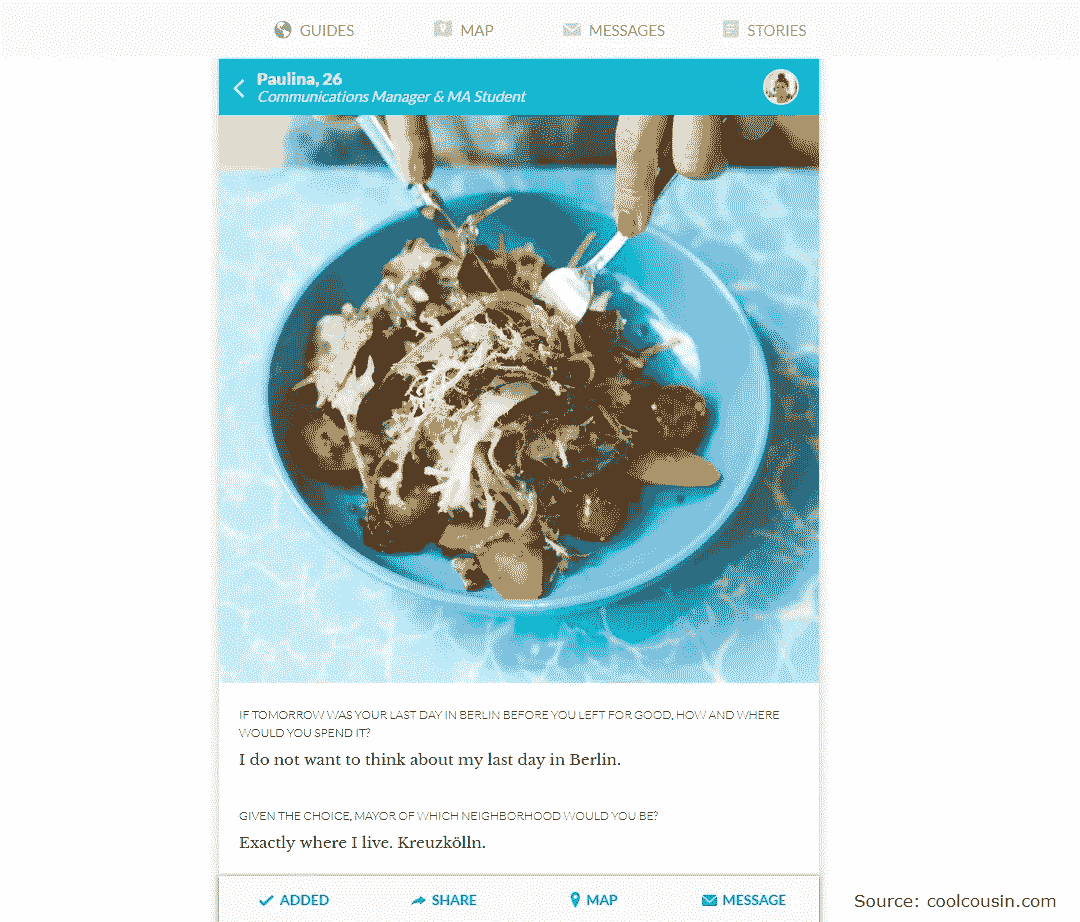 GUIDES MAP MESSAGES STORIES
Paulina, 26
Communications Manager & MA Student
IF TOMORROW WAS YOUR LAST DAY IN BERLIN BEFORE YOU LEFT FOR GOOD, HOW AND WHERE
WOULD YOU SPEND IT?
I do not want to think about my last day in Berlin.
GIVEN THE CHOICE, MAYOR OF WHICH NEIGHBORHOOD WOULD YOU BE?
Exactly where I live. Kreuzkölln.
ADDED SHARE MAP MESSAGE
Source: coolcousin.com